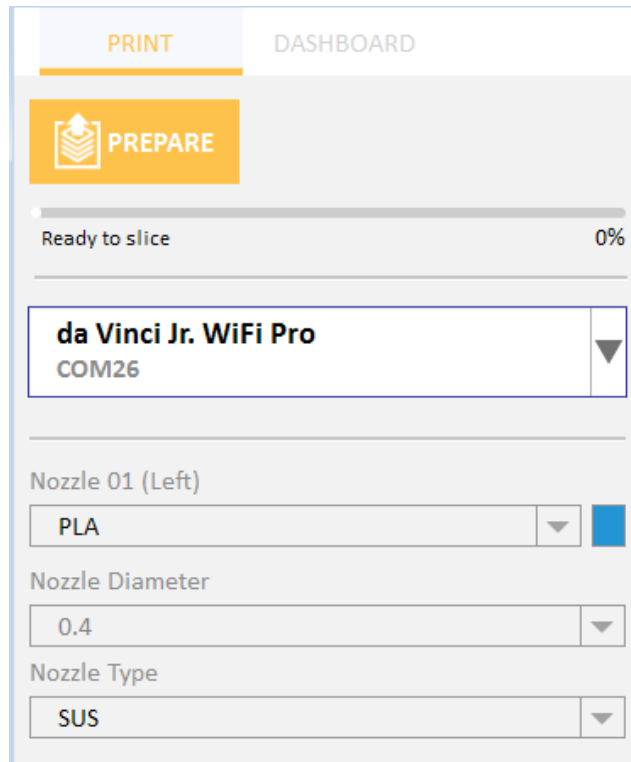 PRINT DASHBOARD
PREPARE
Ready to slice 0%
da Vinci Jr. WiFi Pro
COM26
Nozzle 01 (Left)
PLA
Nozzle Diameter
0.4
Nozzle Type
SUS